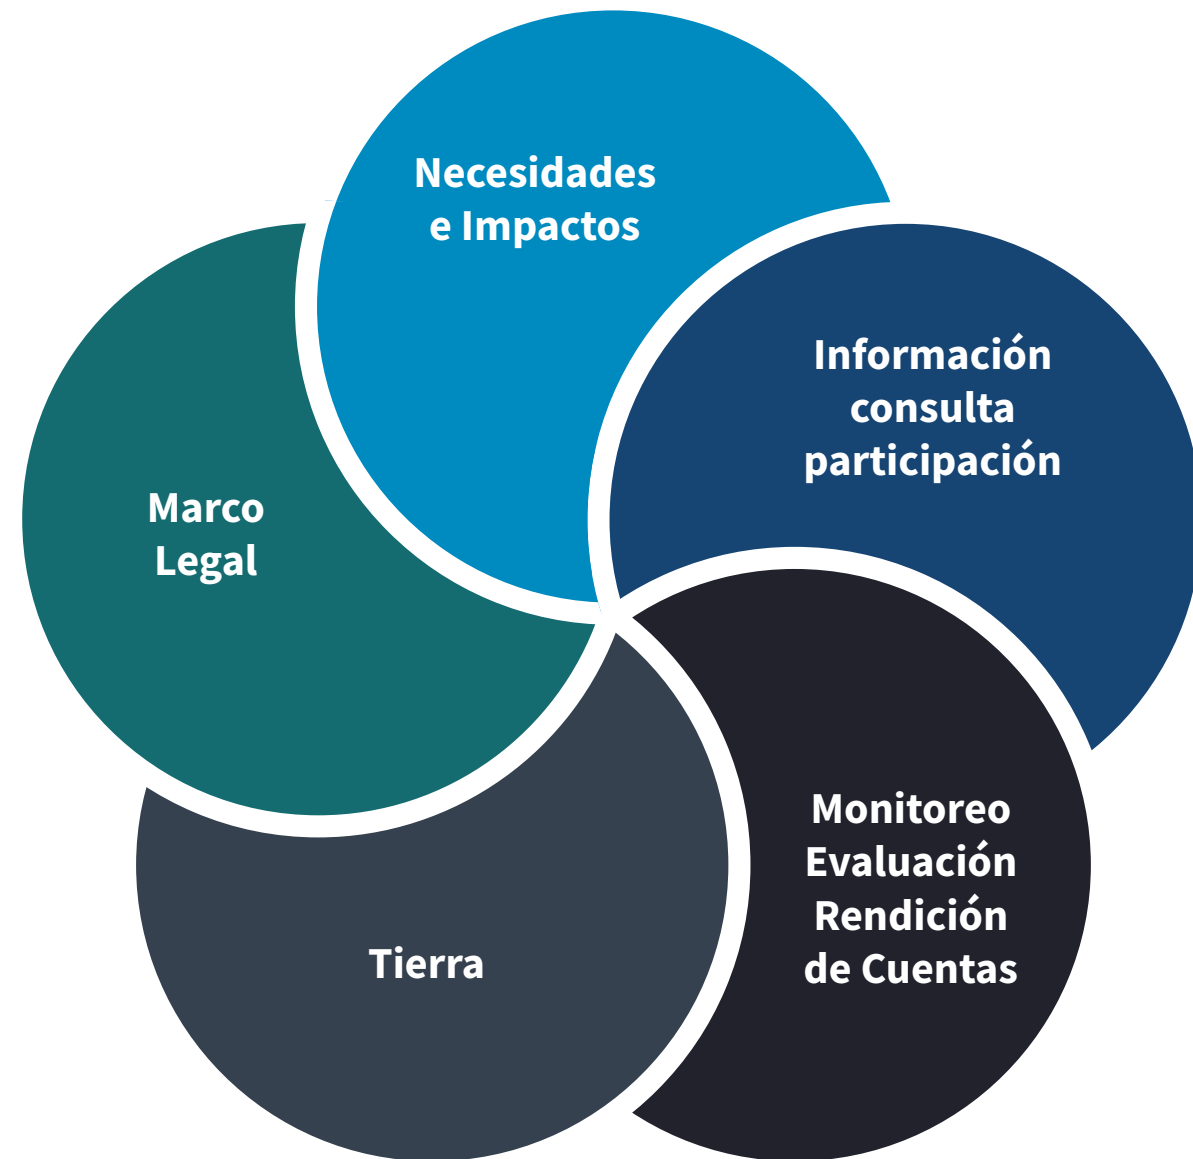 Necesidades
e Impactos
Información
consulta
participación
Marco
Legal
Monitoreo
Evaluación
Rendición
de Cuentas
Tierra